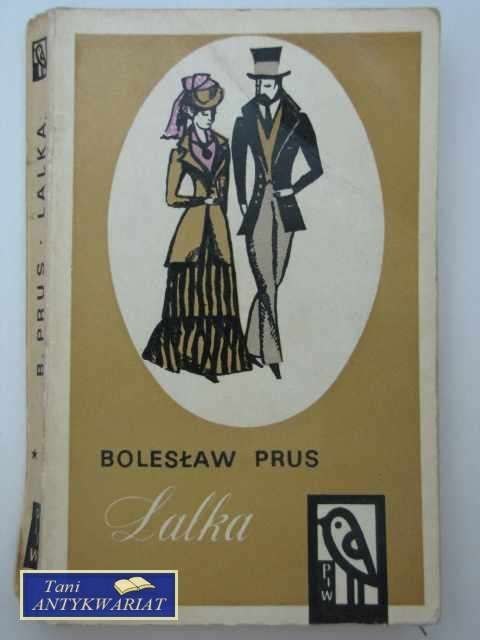 B. PRUS · LALKA
*
PIW
BOLESŁAW PRUS
Lalka
PIW
Tani
ANTYKWARIAT